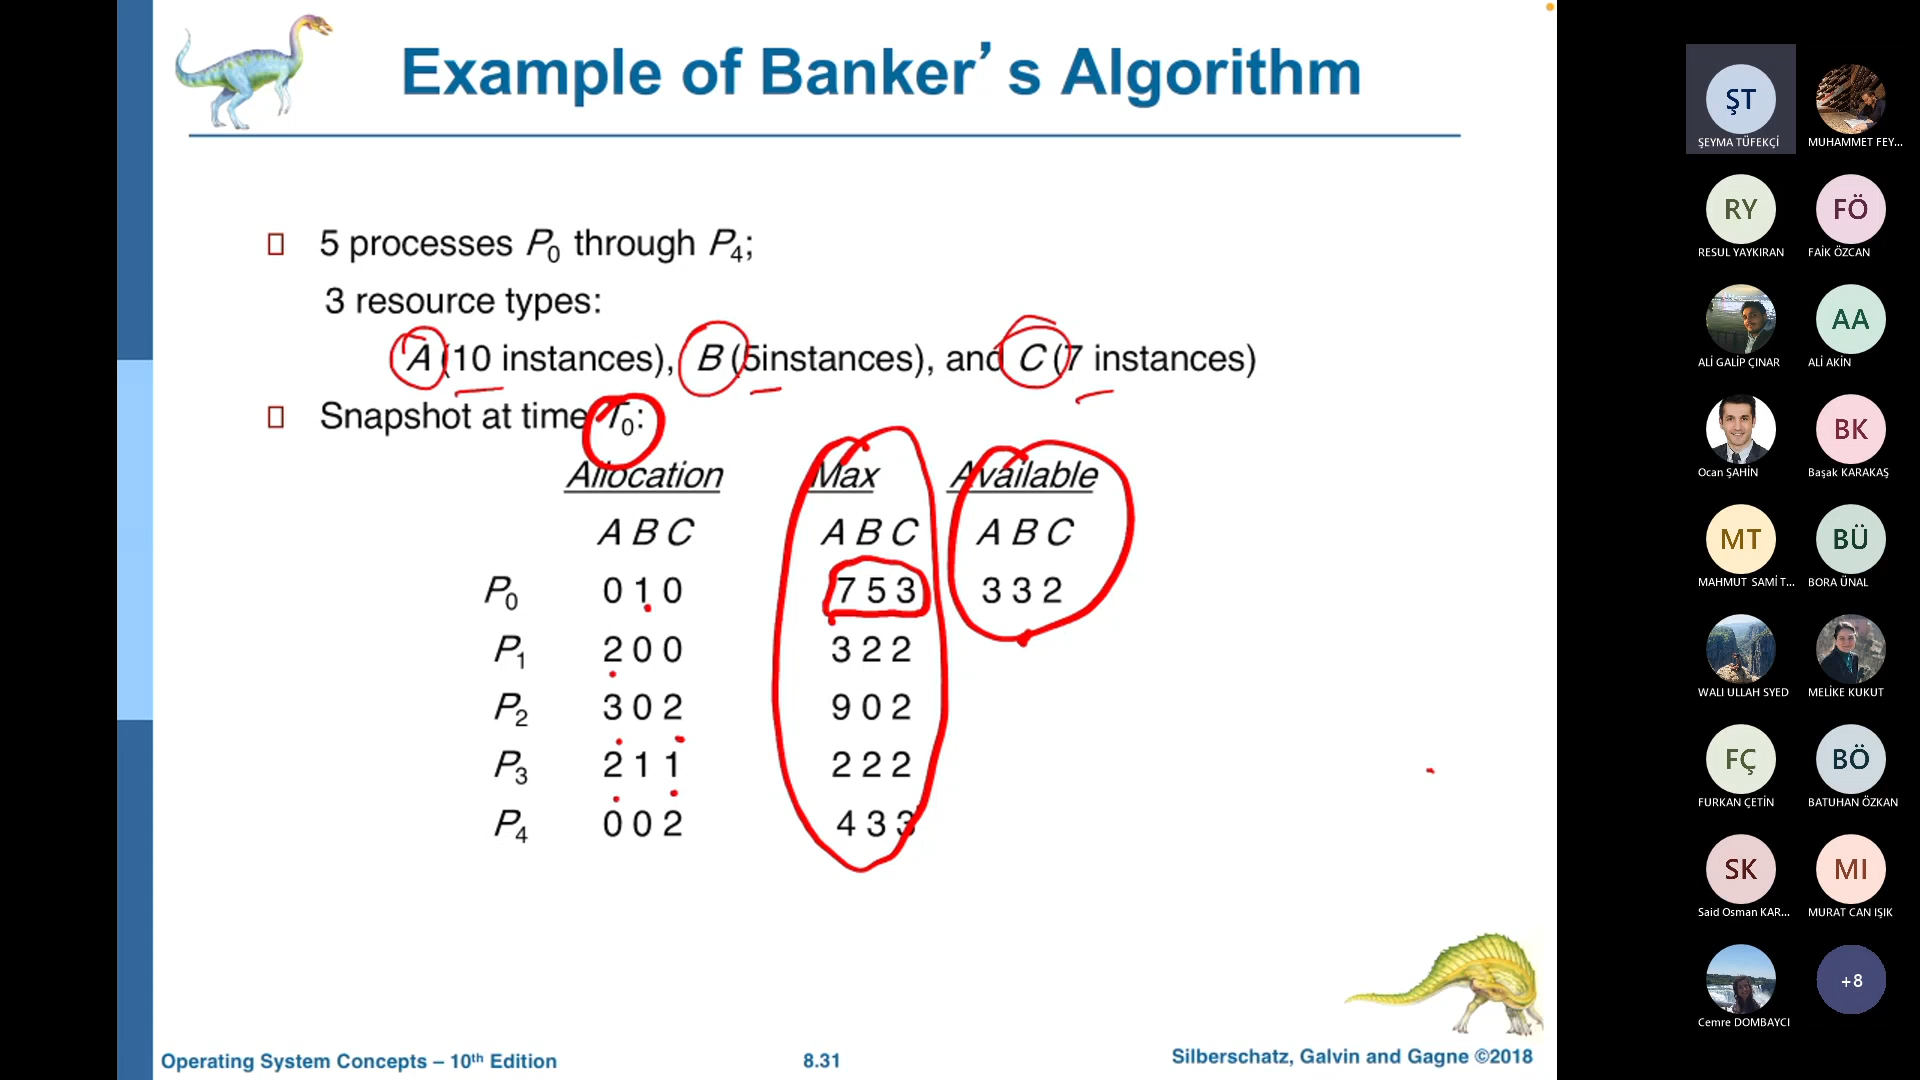 Example of Banker’s Algorithm
5 processes P0 through P4;
3 resource types:
A (10 instances), B (5instances), and C (7 instances)
Snapshot at time T0:
Allocation Max Available
A B C A B C A B C
P0 0 1 0 7 5 3 3 3 2
P1 2 0 0 3 2 2
P2 3 0 2 9 0 2
P3 2 1 1 2 2 2
P4 0 0 2 4 3 3
Operating System Concepts – 10th Edition 8.31 Silberschatz, Galvin and Gagne ©2018
ŞT
ŞEYMA TÜFEKÇİ MUHAMMET FEY...
RY FÖ
RESUL YAYKIRAN FAİK ÖZCAN
AA
ALİ GALİP ÇINAR ALİ AKİN
BK
Ocan ŞAHİN Başak KARAKAŞ
MT BÜ
MAHMUT SAMİ T... BORA ÜNAL
WALI ULLAH SYED MELİKE KUKUT
FÇ BÖ
FURKAN ÇETİN BATUHAN ÖZKAN
SK MI
Said Osman KAR... MURAT CAN IŞIK
+8
Cemre DOMBAYCI